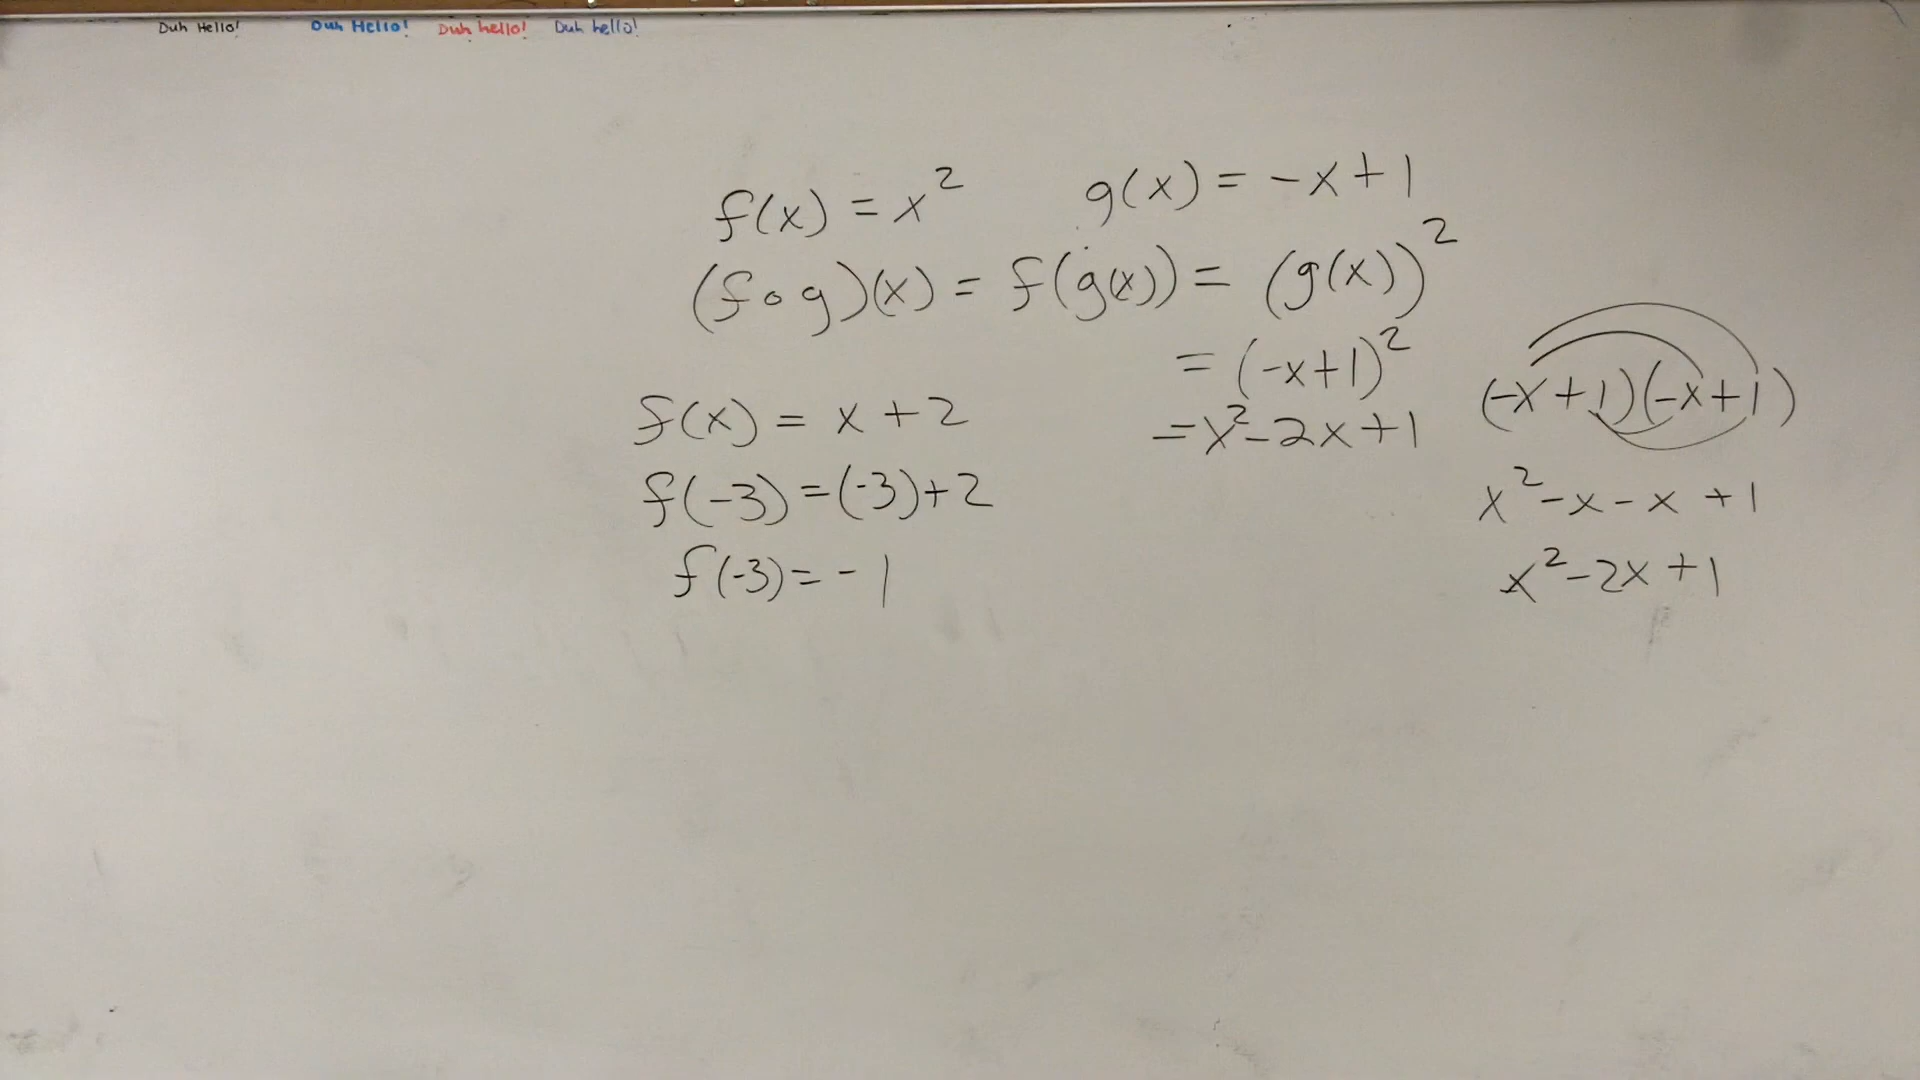 Duh Hello! Duh Hello! Duh hello! Duh hello!
f(x) = x² g(x) = -x+1
(f∘g)(x) = f(g(x)) = (g(x))²
= (-x+1)²
(-x+1)(-x+1)
f(x) = x + 2
= x²-2x+1
f(-3) = (-3)+2
x²-x-x+1
f(-3) = -1
x²-2x+1